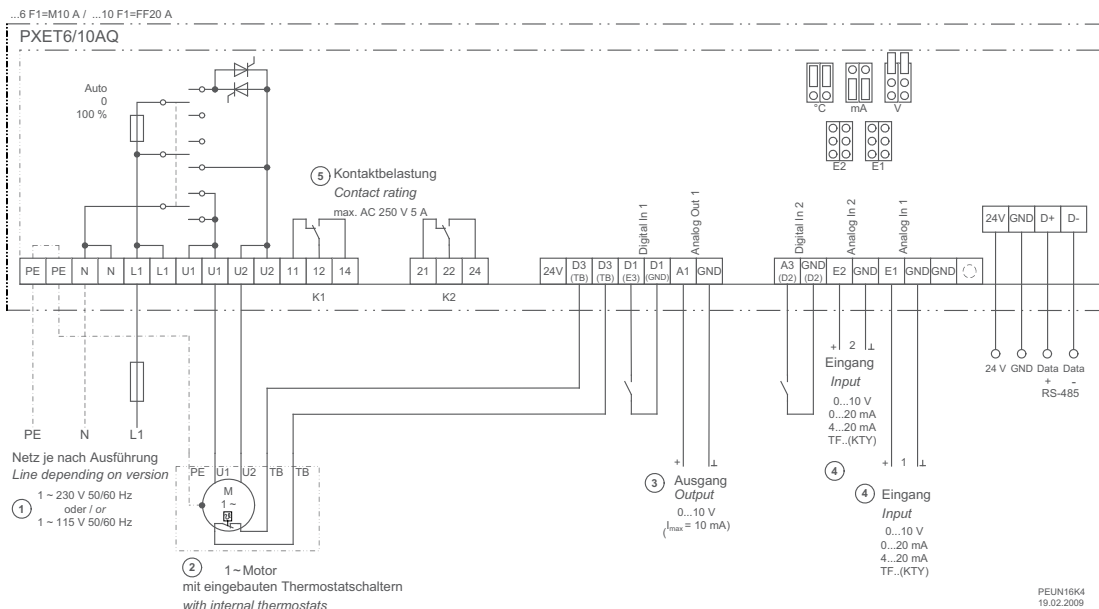 ...6 F1=M10 A / ...10 F1=FF20 A
PXET6/10AQ
Auto
0
100 %
5 Kontaktbelastung
Contact rating
max. AC 250 V 5 A
°C mA V
E2 E1
Digital In 1
Analog Out 1
Digital In 2
Analog In 2
Analog In 1
24V GND D+ D-
PE PE N N L1 L1 U1 U1 U2 U2 11 12 14
21 22 24
24V D3 (TB) D3 (TB) D1 (E3) D1 (GND) A1 GND
A3 (D2) GND (D2) E2 GND E1 GND GND
K1
K2
+ 2 ⊥
Eingang
Input
0...10 V
0...20 mA
4...20 mA
TF..(KTY)
4
24 V GND Data + Data -
RS-485
PE N L1
Netz je nach Ausführung
Line depending on version
1
1 ~ 230 V 50/60 Hz
oder / or
1 ~ 115 V 50/60 Hz
PE U1 U2 TB TB
M
1 ~
2 1~Motor
mit eingebauten Thermostatschaltern
with internal thermostats
+ ⊥
3 Ausgang
Output
0...10 V
(Imax = 10 mA)
+ 1 ⊥
4 Eingang
Input
0...10 V
0...20 mA
4...20 mA
TF..(KTY)
PEUN16K4
19.02.2009